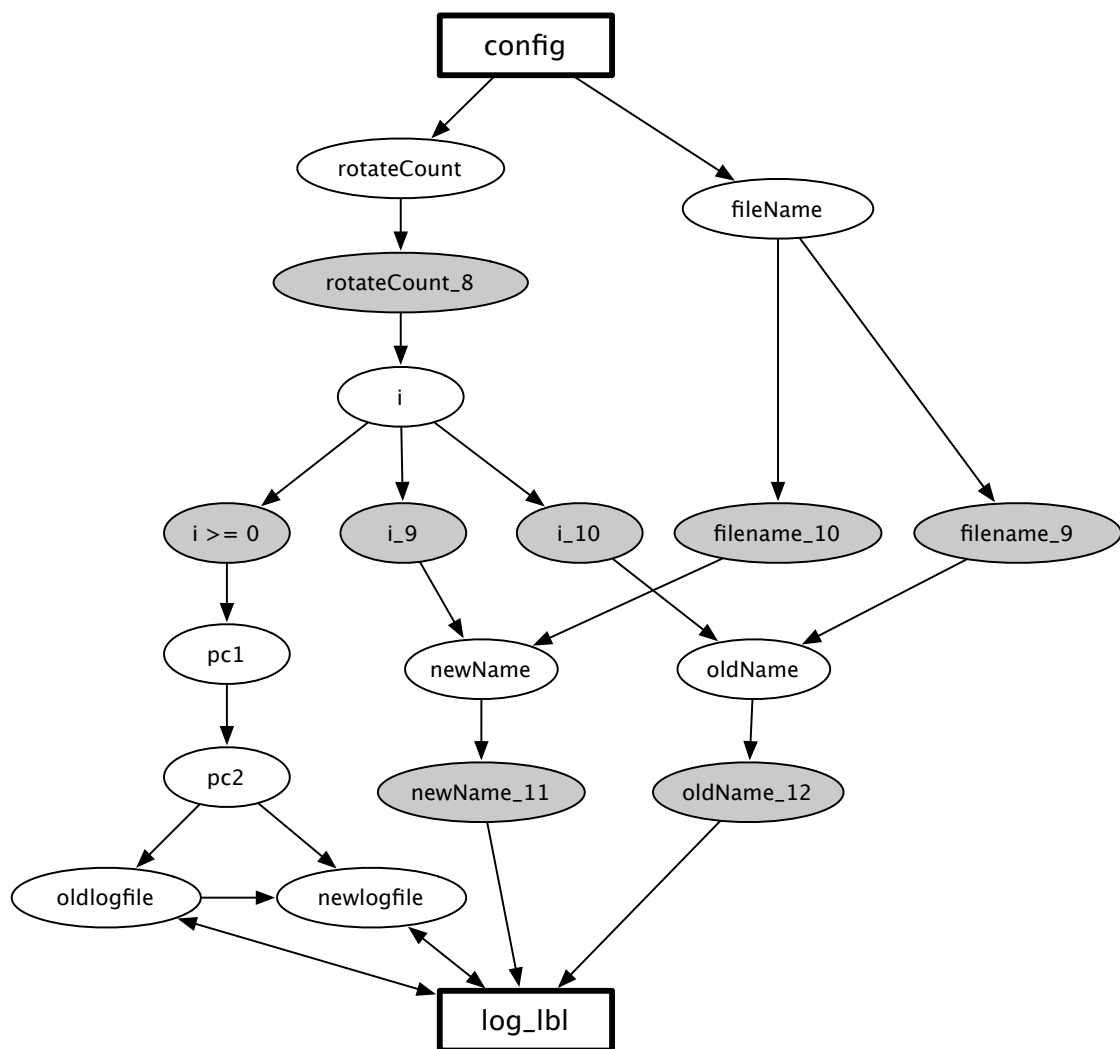 config
rotateCount
fileName
rotateCount_8
i
i >= 0
i_9
i_10
filename_10
filename_9
pc1
newName
oldName
pc2
newName_11
oldName_12
oldlogfile
newlogfile
log_lbl